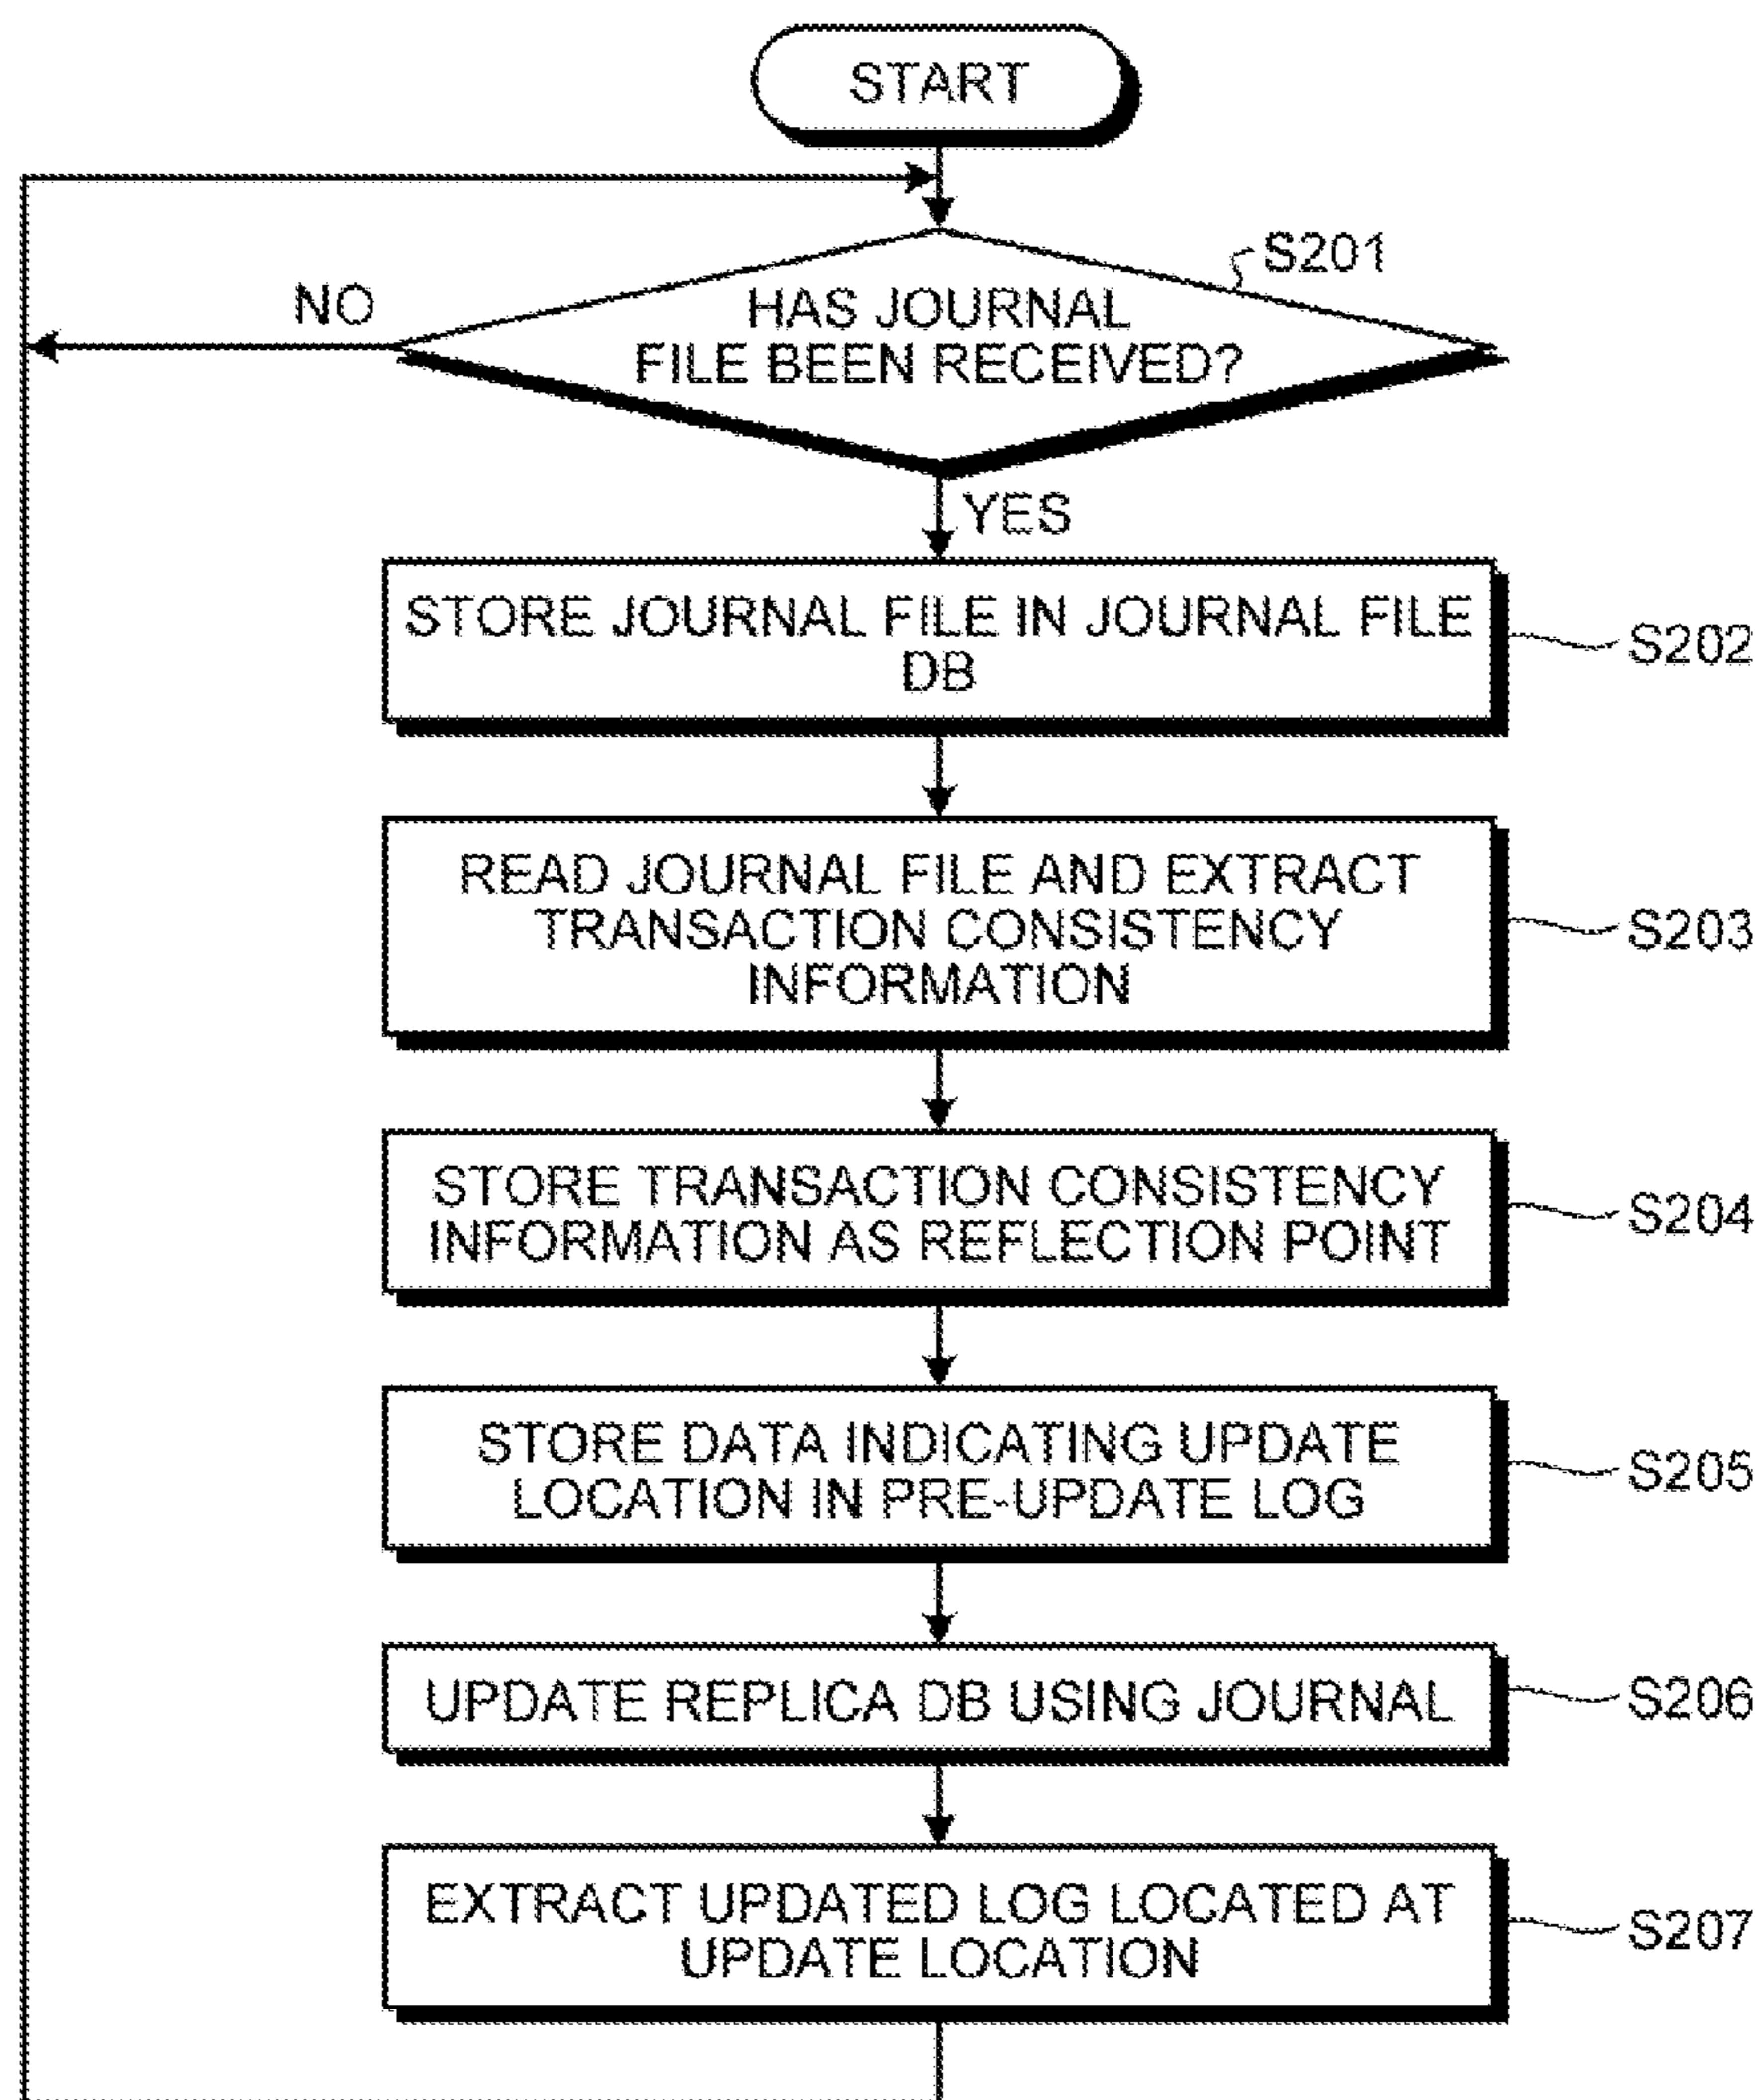 START
S201
NO
HAS JOURNAL
FILE BEEN RECEIVED?
YES
STORE JOURNAL FILE IN JOURNAL FILE
DB
S202
READ JOURNAL FILE AND EXTRACT
TRANSACTION CONSISTENCY
INFORMATION
S203
STORE TRANSACTION CONSISTENCY
INFORMATION AS REFLECTION POINT
S204
STORE DATA INDICATING UPDATE
LOCATION IN PRE-UPDATE LOG
S205
UPDATE REPLICA DB USING JOURNAL
S206
EXTRACT UPDATED LOG LOCATED AT
UPDATE LOCATION
S207